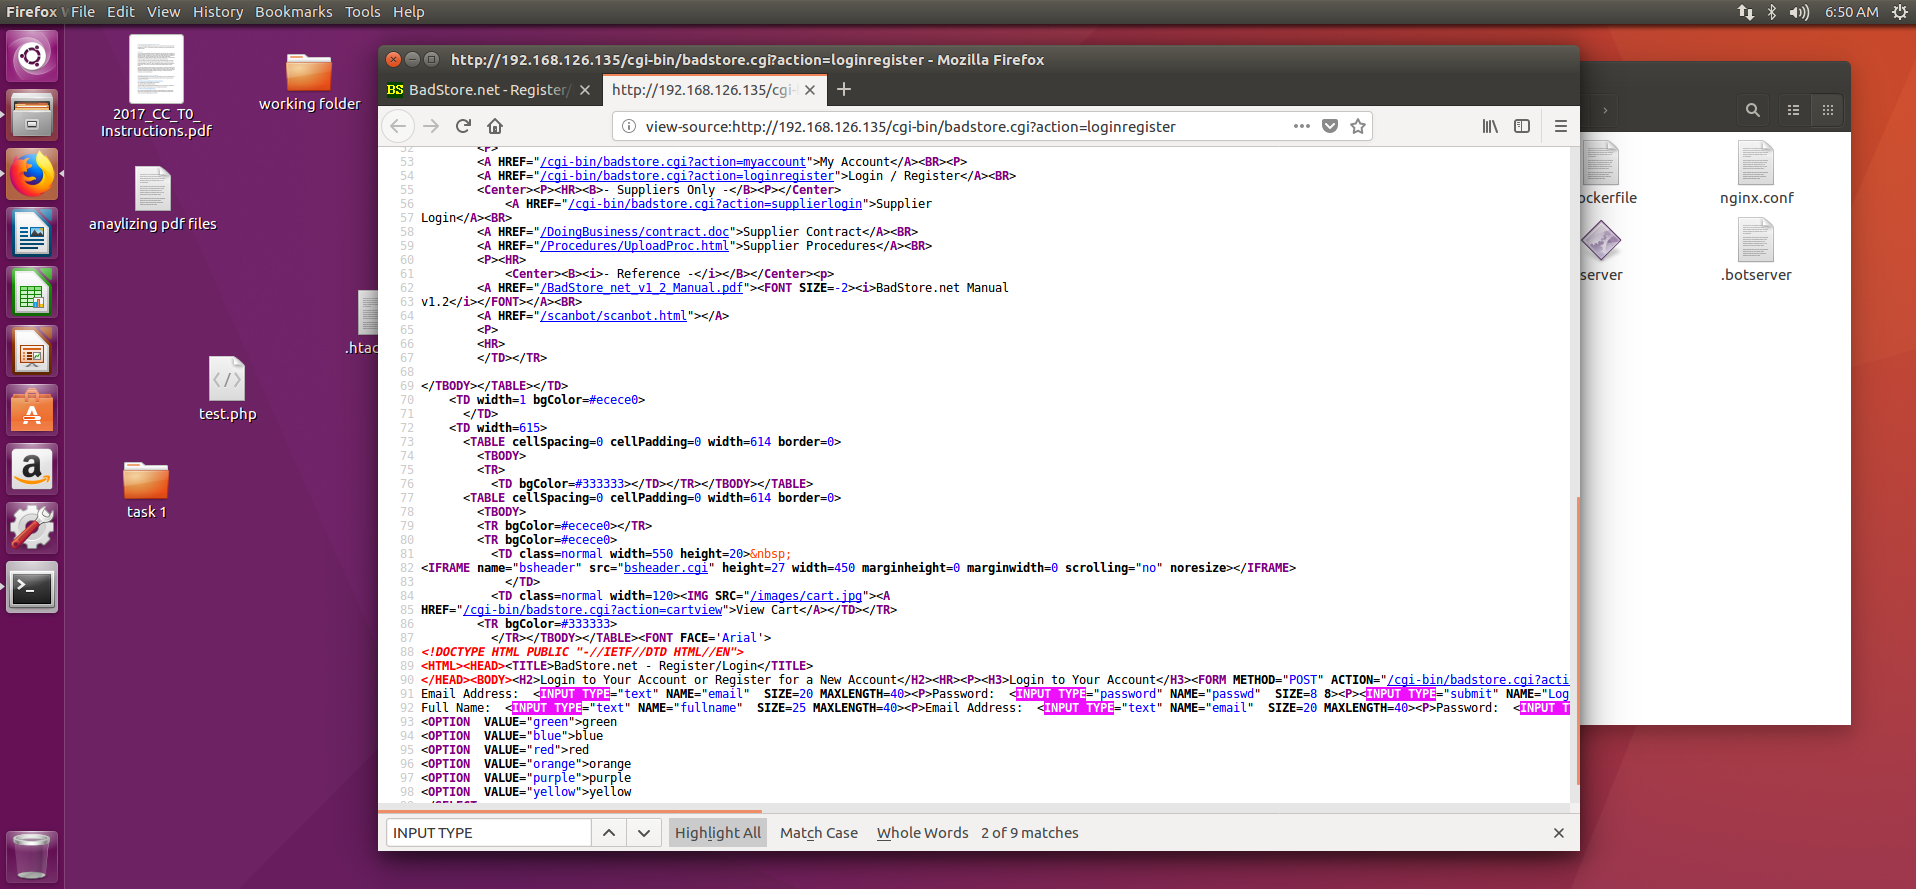 Firefox W File Edit View History Bookmarks Tools Help 6:50 AM
2017_CC_T0_
Instructions.pdf
working folder
anaylizing pdf files
.htac
test.php
task 1
http://192.168.126.135/cgi-bin/badstore.cgi?action=loginregister - Mozilla Firefox
BS BadStore.net - Register/
http://192.168.126.135/cgi-
view-source:http://192.168.126.135/cgi-bin/badstore.cgi?action=loginregister
52 <P>
53 <A HREF="/cgi-bin/badstore.cgi?action=myaccount">My Account</A><BR><P>
54 <A HREF="/cgi-bin/badstore.cgi?action=loginregister">Login / Register</A><BR>
55 <Center><P><HR><B>- Suppliers Only -</B><P></Center>
56 <A HREF="/cgi-bin/badstore.cgi?action=supplierlogin">Supplier
57 Login</A><BR>
58 <A HREF="/DoingBusiness/contract.doc">Supplier Contract</A><BR>
59 <A HREF="/Procedures/UploadProc.html">Supplier Procedures</A><BR>
60 <P><HR>
61 <Center><B><i>- Reference -</i></B></Center><p>
62 <A HREF="/BadStore_net_v1_2_Manual.pdf"><FONT SIZE=-2><i>BadStore.net Manual
63 v1.2</i></FONT></A><BR>
64 <A HREF="/scanbot/scanbot.html"></A>
65 <P>
66 <HR>
67 </TD></TR>
68
69 </TBODY></TABLE></TD>
70 <TD width=1 bgColor=#ecece0>
71 </TD>
72 <TD width=615>
73 <TABLE cellSpacing=0 cellPadding=0 width=614 border=0>
74 <TBODY>
75 <TR>
76 <TD bgColor=#333333></TD></TR></TBODY></TABLE>
77 <TABLE cellSpacing=0 cellPadding=0 width=614 border=0>
78 <TBODY>
79 <TR bgColor=#ecece0></TR>
80 <TR bgColor=#ecece0>
81 <TD class=normal width=550 height=20>&nbsp;
82 <IFRAME name="bsheader" src="bsheader.cgi" height=27 width=450 marginheight=0 marginwidth=0 scrolling="no" noresize></IFRAME>
83 </TD>
84 <TD class=normal width=120><IMG SRC="/images/cart.jpg"><A
85 HREF="/cgi-bin/badstore.cgi?action=cartview">View Cart</A></TD></TR>
86 <TR bgColor=#333333>
87 </TR></TBODY></TABLE><FONT FACE='Arial'>
88 <!DOCTYPE HTML PUBLIC "-//IETF//DTD HTML//EN">
89 <HTML><HEAD><TITLE>BadStore.net - Register/Login</TITLE>
90 </HEAD><BODY><H2>Login to Your Account or Register for a New Account</H2><HR><P><H3>Login to Your Account</H3><FORM METHOD="POST" ACTION="/cgi-bin/badstore.cgi?acti
91 Email Address: <INPUT TYPE="text" NAME="email" SIZE=20 MAXLENGTH=40><P>Password: <INPUT TYPE="password" NAME="passwd" SIZE=8 8><P><INPUT TYPE="submit" NAME="Log
92 Full Name: <INPUT TYPE="text" NAME="fullname" SIZE=25 MAXLENGTH=40><P>Email Address: <INPUT TYPE="text" NAME="email" SIZE=20 MAXLENGTH=40><P>Password: <INPUT T
93 <OPTION VALUE="green">green
94 <OPTION VALUE="blue">blue
95 <OPTION VALUE="red">red
96 <OPTION VALUE="orange">orange
97 <OPTION VALUE="purple">purple
98 <OPTION VALUE="yellow">yellow
INPUT TYPE Highlight All Match Case Whole Words 2 of 9 matches
ockerfile
nginx.conf
server
.botserver